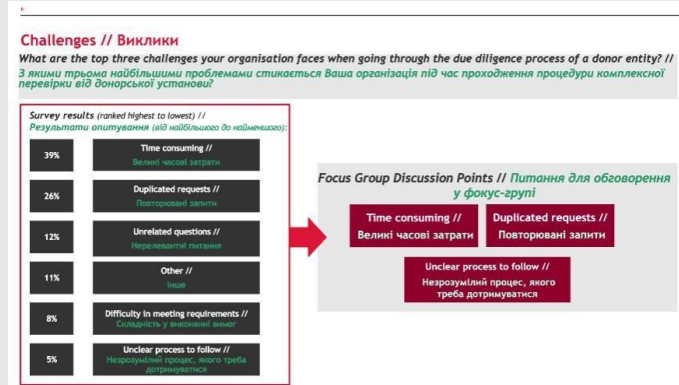 Challenges // Виклики
What are the top three challenges your organisation faces when going through the due diligence process of a donor entity? //
З якими трьома найбільшими проблемами стикається Ваша організація під час проходження процедури комплексної
перевірки від донорської установи?
Survey results (ranked highest to lowest) //
Результати опитування (від найбільшого до найменшого):
39%
Time consuming //
Великі часові затрати
26%
Duplicated requests //
Повторювані запити
12%
Unrelated questions //
Нерелевантні питання
11%
Other //
Інше
8%
Difficulty in meeting requirements //
Складність у виконанні вимог
5%
Unclear process to follow //
Незрозумілий процес, якого треба
дотримуватися
Focus Group Discussion Points // Питання для обговорення
у фокус-групі
Time consuming //
Великі часові затрати
Duplicated requests //
Повторювані запити
Unclear process to follow //
Незрозумілий процес, якого
треба дотримуватися